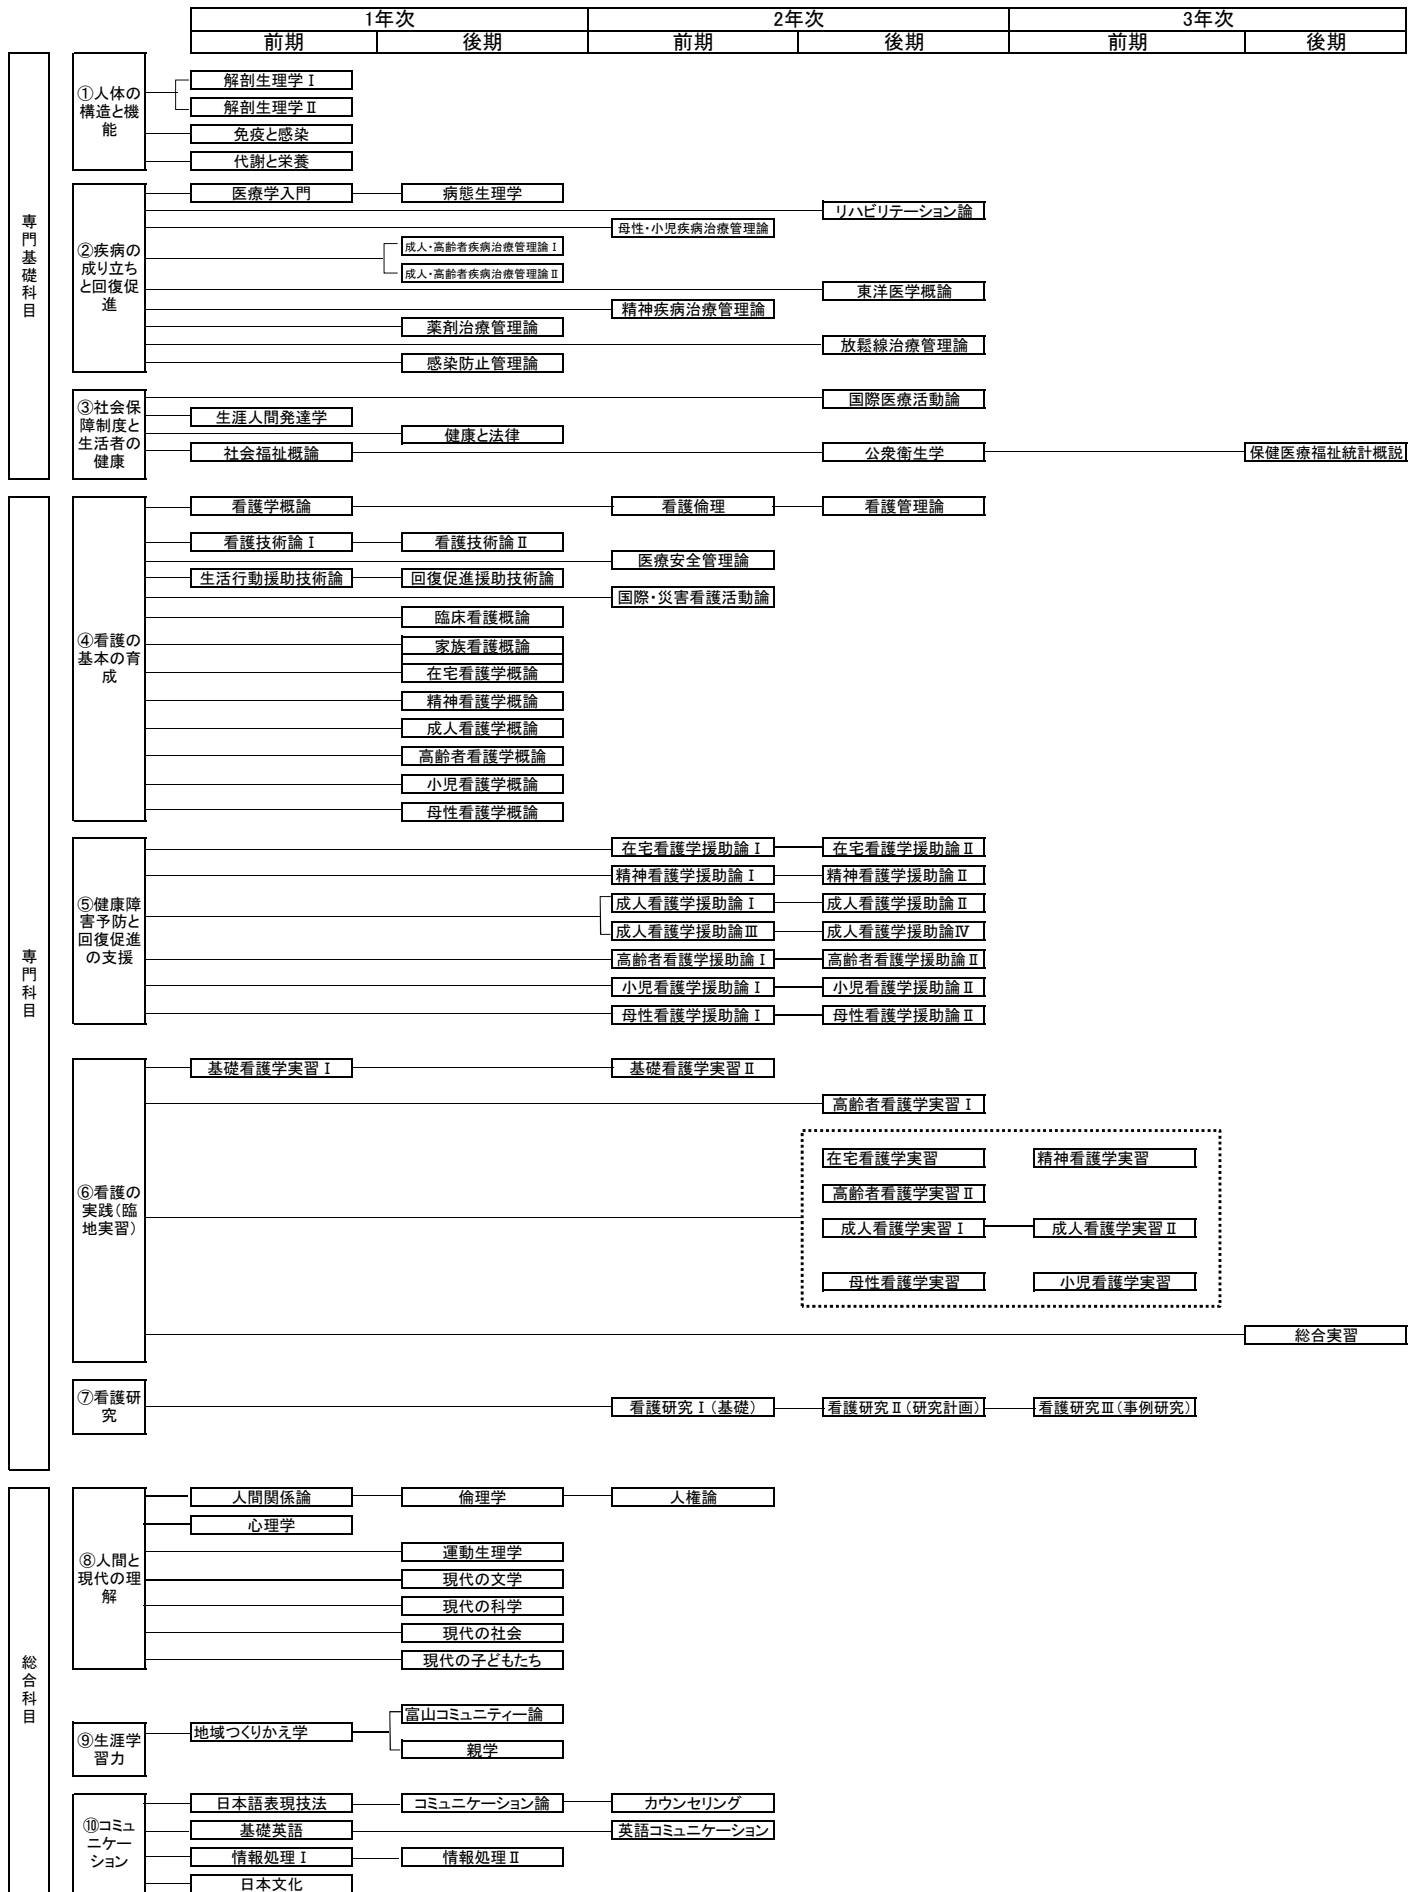 1年次 2年次 3年次
前期 後期 前期 後期 前期 後期
専門基礎科目
①人体の
構造と機
能
解剖生理学Ⅰ
解剖生理学Ⅱ
免疫と感染
代謝と栄養
②疾病の
成り立ち
と回復促
進
医療学入門 病態生理学
リハビリテーション論
母性・小児疾病治療管理論
成人・高齢者疾病治療管理論Ⅰ
成人・高齢者疾病治療管理論Ⅱ
東洋医学概論
精神疾病治療管理論
薬剤治療管理論
放鬆線治療管理論
感染防止管理論
③社会保
障制度と
生活者の
健康
国際医療活動論
生涯人間発達学
健康と法律
社会福祉概論 公衆衛生学 保健医療福祉統計概説
専門科目
④看護の
基本の育
成
看護学概論 看護倫理 看護管理論
看護技術論Ⅰ 看護技術論Ⅱ
医療安全管理論
生活行動援助技術論 回復促進援助技術論
国際・災害看護活動論
臨床看護概論
家族看護概論
在宅看護学概論
精神看護学概論
成人看護学概論
高齢者看護学概論
小児看護学概論
母性看護学概論
⑤健康障
害予防と
回復促進
の支援
在宅看護学援助論Ⅰ 在宅看護学援助論Ⅱ
精神看護学援助論Ⅰ 精神看護学援助論Ⅱ
成人看護学援助論Ⅰ 成人看護学援助論Ⅱ
成人看護学援助論Ⅲ 成人看護学援助論Ⅳ
高齢者看護学援助論Ⅰ 高齢者看護学援助論Ⅱ
小児看護学援助論Ⅰ 小児看護学援助論Ⅱ
母性看護学援助論Ⅰ 母性看護学援助論Ⅱ
⑥看護の
実践（臨
地実習）
基礎看護学実習Ⅰ 基礎看護学実習Ⅱ
高齢者看護学実習Ⅰ
在宅看護学実習 精神看護学実習
高齢者看護学実習Ⅱ
成人看護学実習Ⅰ 成人看護学実習Ⅱ
母性看護学実習 小児看護学実習
総合実習
⑦看護研
究
看護研究Ⅰ（基礎） 看護研究Ⅱ（研究計画） 看護研究Ⅲ（事例研究）
総合科目
⑧人間と
現代の理
解
人間関係論 倫理学 人権論
心理学
運動生理学
現代の文学
現代の科学
現代の社会
現代の子どもたち
⑨生涯学
習力
富山コミュニティー論
地域つくりかえ学
親学
⑩コミュ
ニケー
ション
日本語表現技法 コミュニケーション論 カウンセリング
基礎英語 英語コミュニケーション
情報処理Ⅰ 情報処理Ⅱ
日本文化